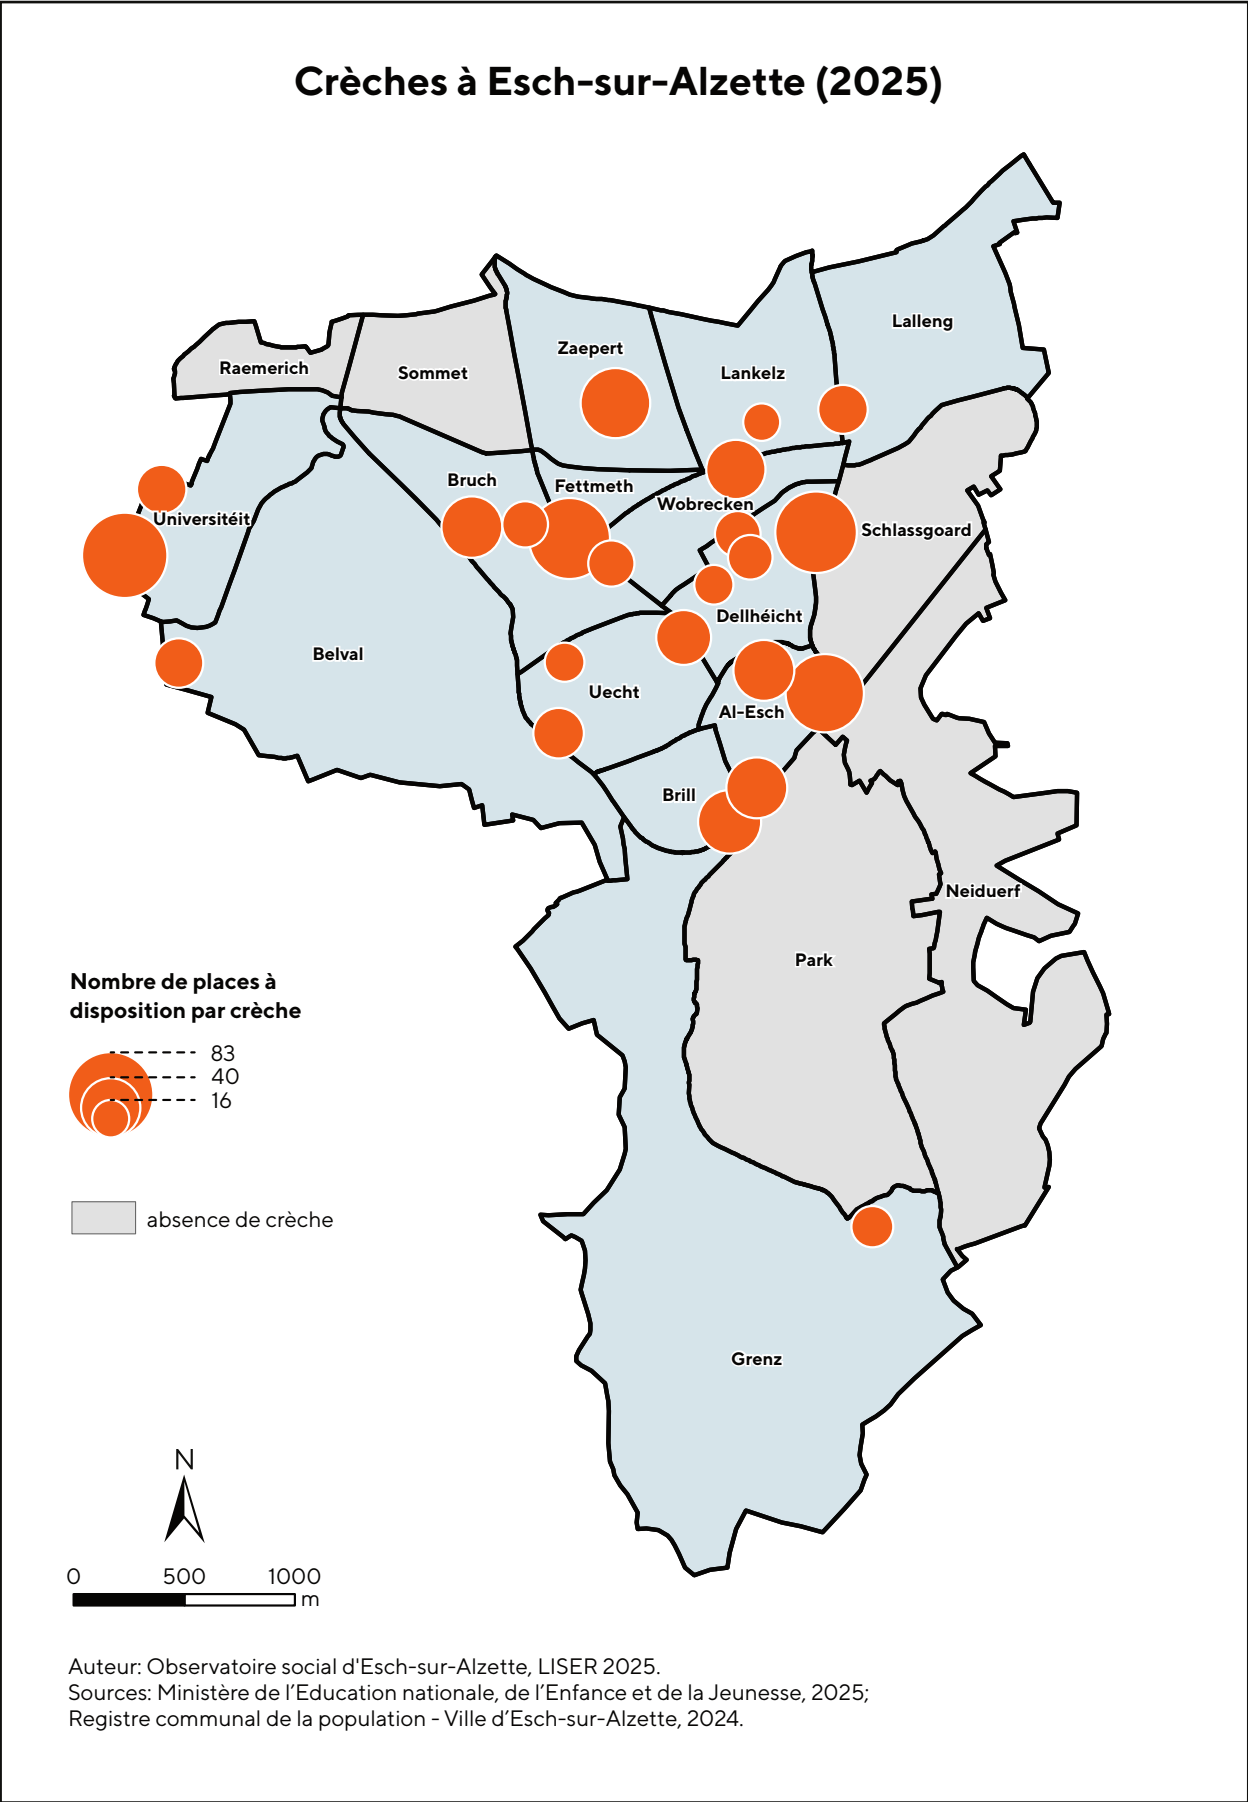 Crèches à Esch-sur-Alzette (2025)
Lalleng
Zaepert
Raemerich
Sommet
Lankelz
Bruch
Fettmeth
Wobrecken
Universitéit
Schlassgoard
Dellhéicht
Belval
Uecht
Al-Esch
Brill
Neiduerf
Park
Nombre de places à
disposition par crèche
83
40
16
absence de crèche
Grenz
N
0 500 1000
m
Auteur: Observatoire social d'Esch-sur-Alzette, LISER 2025.
Sources: Ministère de l’Education nationale, de l’Enfance et de la Jeunesse, 2025;
Registre communal de la population - Ville d’Esch-sur-Alzette, 2024.